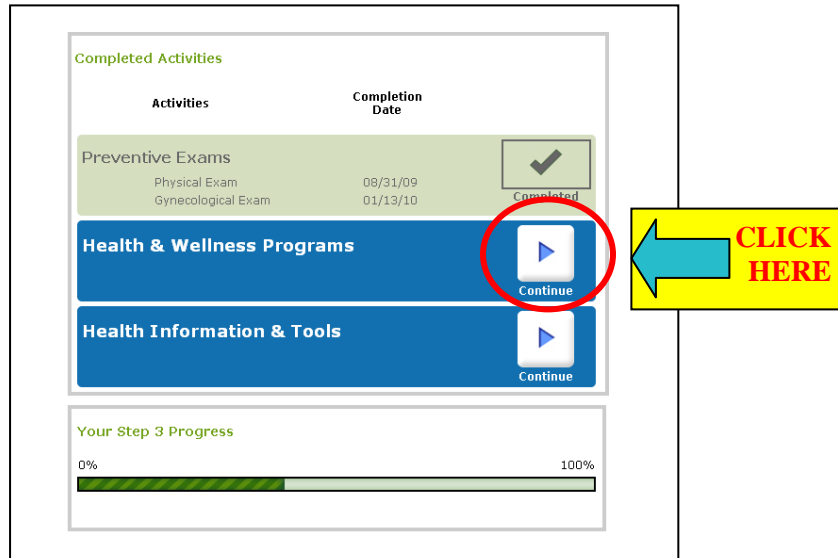 Completed Activities
Activities
Completion
Date
Preventive Exams
Physical Exam 08/31/09
Gynecological Exam 01/13/10
Completed
Health & Wellness Programs
Continue
CLICK
HERE
Health Information & Tools
Continue
Your Step 3 Progress
0% 100%